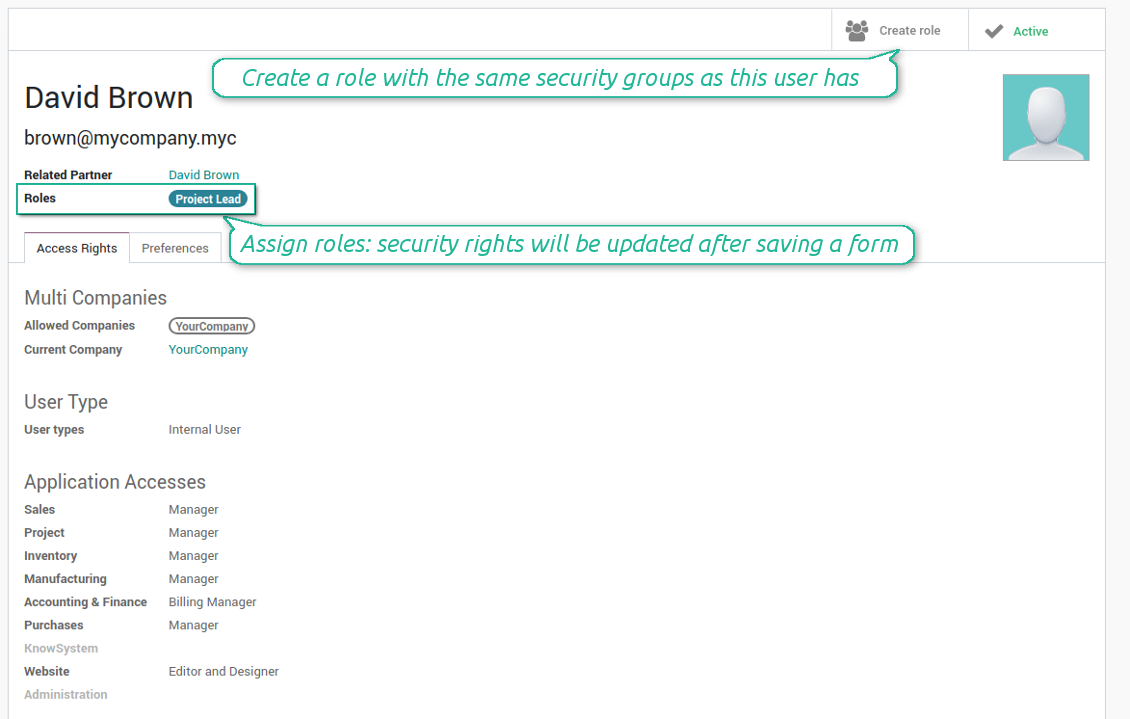 Create role
Active
Create a role with the same security groups as this user has
David Brown
brown@mycompany.myc
Related Partner David Brown
Roles Project Lead
Assign roles: security rights will be updated after saving a form
Access Rights Preferences
Multi Companies
Allowed Companies YourCompany
Current Company YourCompany
User Type
User types Internal User
Application Accesses
Sales Manager
Project Manager
Inventory Manager
Manufacturing Manager
Accounting & Finance Billing Manager
Purchases Manager
KnowSystem
Website Editor and Designer
Administration